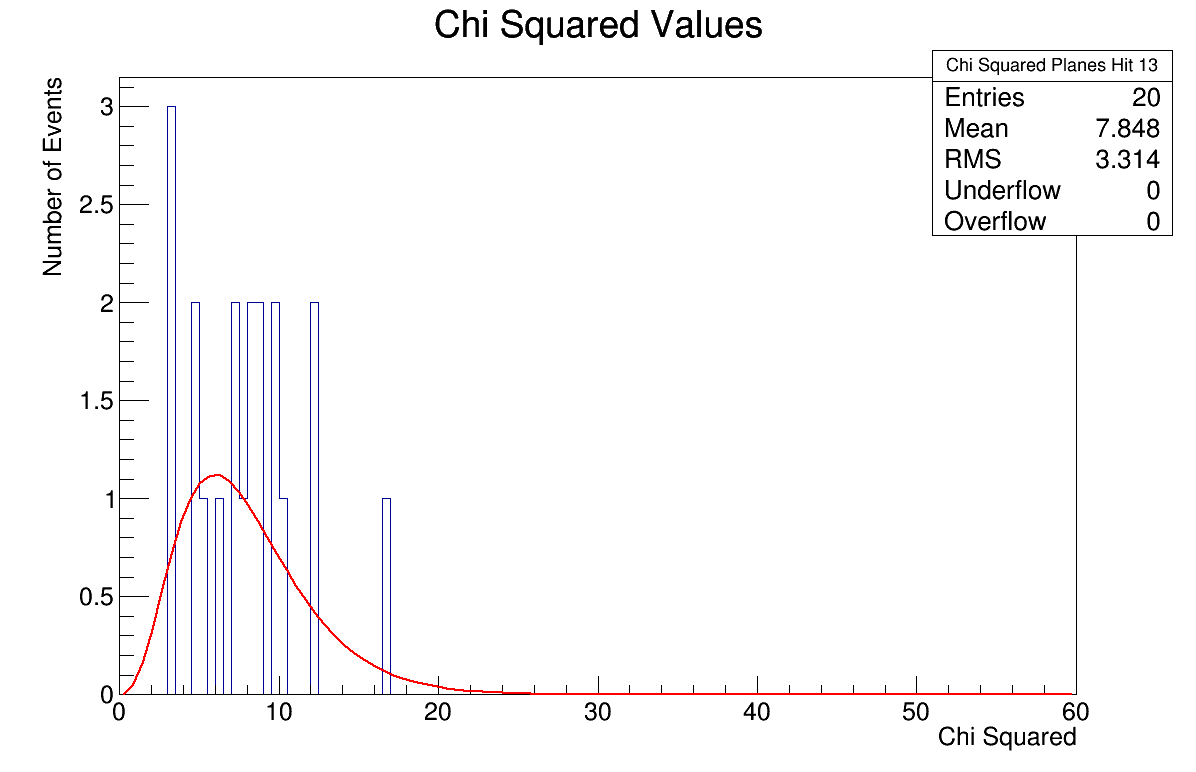 Chi Squared Values
Chi Squared Planes Hit 13
Entries 20
Mean 7.848
RMS 3.314
Underflow 0
Overflow 0
Number of Events
3
2.5
2
1.5
1
0.5
0
0 10 20 30 40 50 60
Chi Squared